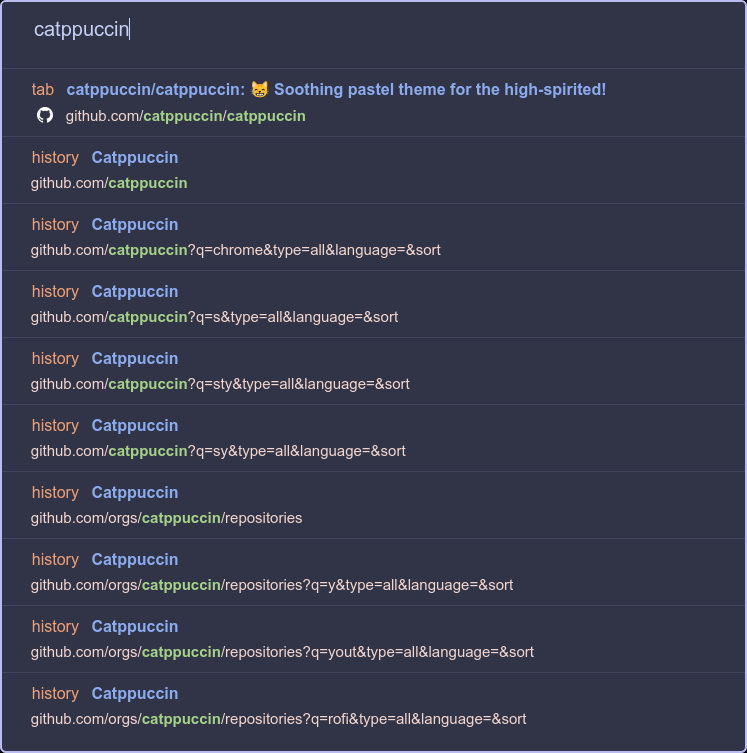 catppuccin
tab catppuccin/catppuccin: 😸 Soothing pastel theme for the high-spirited!
github.com/catppuccin/catppuccin
history Catppuccin
github.com/catppuccin
history Catppuccin
github.com/catppuccin?q=chrome&type=all&language=&sort
history Catppuccin
github.com/catppuccin?q=s&type=all&language=&sort
history Catppuccin
github.com/catppuccin?q=sty&type=all&language=&sort
history Catppuccin
github.com/catppuccin?q=sy&type=all&language=&sort
history Catppuccin
github.com/orgs/catppuccin/repositories
history Catppuccin
github.com/orgs/catppuccin/repositories?q=y&type=all&language=&sort
history Catppuccin
github.com/orgs/catppuccin/repositories?q=yout&type=all&language=&sort
history Catppuccin
github.com/orgs/catppuccin/repositories?q=rofi&type=all&language=&sort